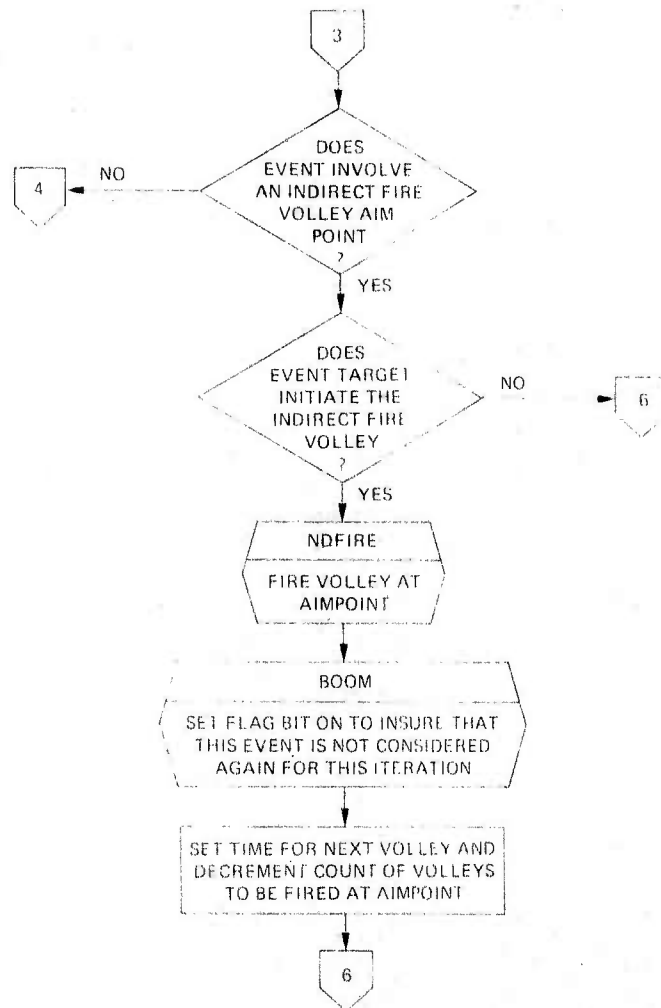 3
DOES
EVENT INVOLVE
AN INDIRECT FIRE
VOLLEY AIM
POINT
?
NO
4
YES
DOES
EVENT TARGET
INITIATE THE
INDIRECT FIRE
VOLLEY
?
NO
6
YES
NDFIRE
FIRE VOLLEY AT
AIMPOINT
BOOM
SET FLAG BIT ON TO INSURE THAT
THIS EVENT IS NOT CONSIDERED
AGAIN FOR THIS ITERATION
SET TIME FOR NEXT VOLLEY AND
DECREMENT COUNT OF VOLLEYS
TO BE FIRED AT AIMPOINT
6